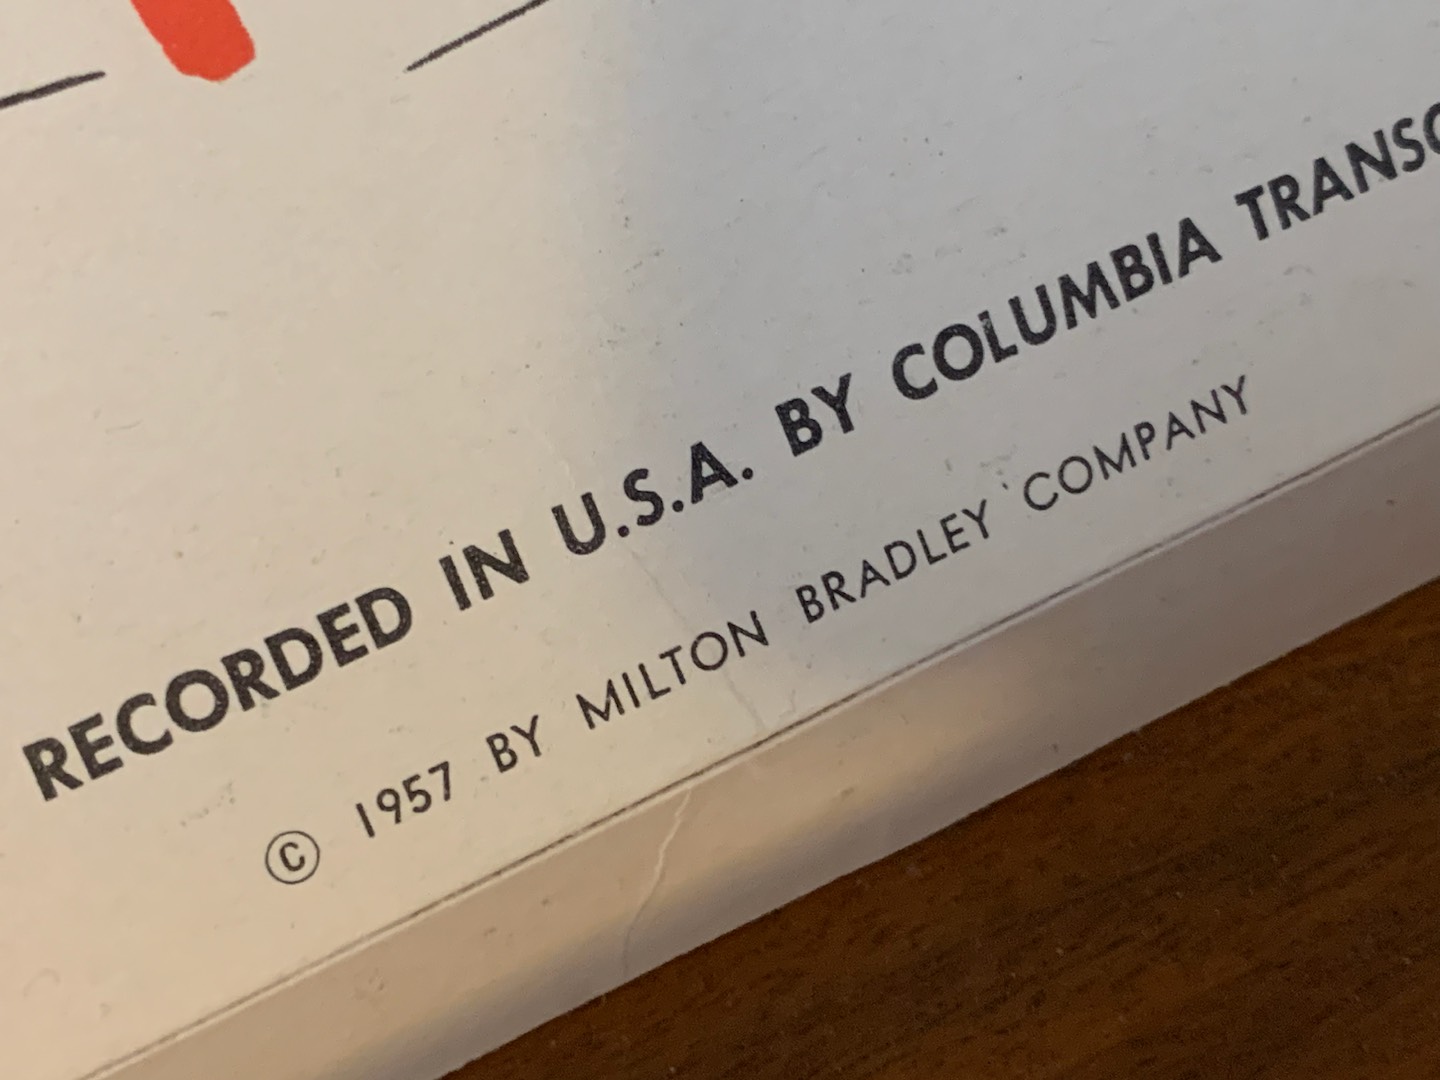 RECORDED IN U.S.A. BY COLUMBIA
© 1957 BY MILTON BRADLEY COMPANY